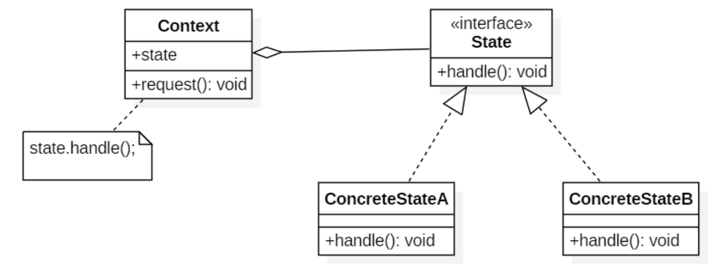 Context
+state
+request(): void
state.handle();
«interface»
State
+handle(): void
ConcreteStateA
+handle(): void
ConcreteStateB
+handle(): void